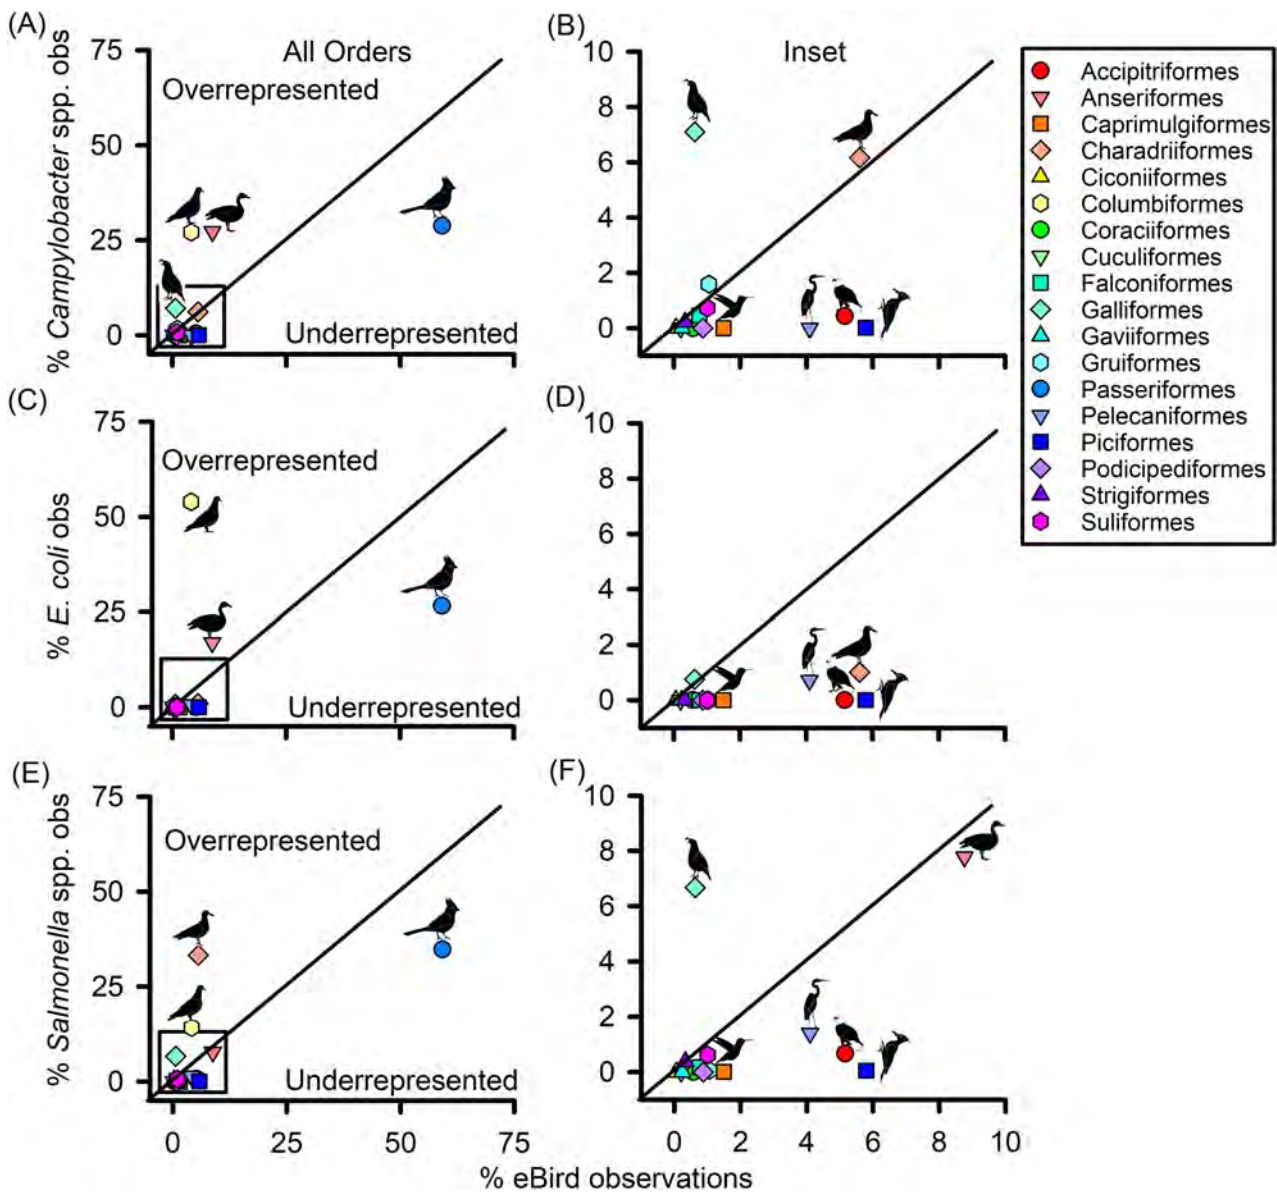 (A)
All Orders
75
50
25
0
% Campylobacter spp. obs
Overrepresented
Underrepresented
(B)
Inset
10
8
6
4
2
0
Accipitriformes
Anseriformes
Caprimulgiformes
Charadriiformes
Ciconiiformes
Columbiformes
Coraciiformes
Cuculiformes
Falconiformes
Galliformes
Gaviiformes
Gruiformes
Passeriformes
Pelecaniformes
Piciformes
Podicipediformes
Strigiformes
Suliformes
(C)
75
50
25
0
% E. coli obs
Overrepresented
Underrepresented
(D)
10
8
6
4
2
0
(E)
75
50
25
0
% Salmonella spp. obs
Overrepresented
Underrepresented
0 25 50 75
(F)
10
8
6
4
2
0
0 2 4 6 8 10
% eBird observations